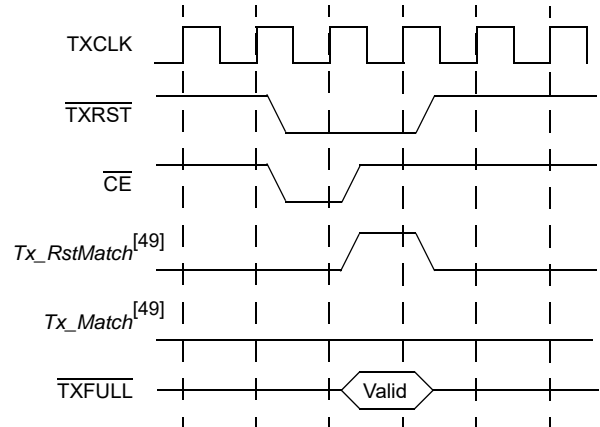 TXCLK
TXRST
CE
Tx_RstMatch[49]
Tx_Match[49]
TXFULL
Valid